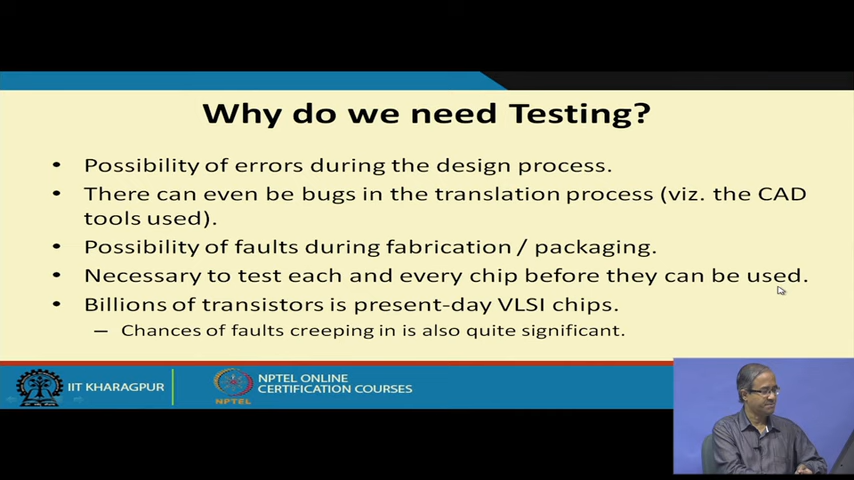 Why do we need Testing?
• Possibility of errors during the design process.
• There can even be bugs in the translation process (viz. the CAD
tools used).
• Possibility of faults during fabrication / packaging.
• Necessary to test each and every chip before they can be used.
• Billions of transistors is present-day VLSI chips.
– Chances of faults creeping in is also quite significant.
IIT KHARAGPUR
NPTEL
NPTEL ONLINE
CERTIFICATION COURSES